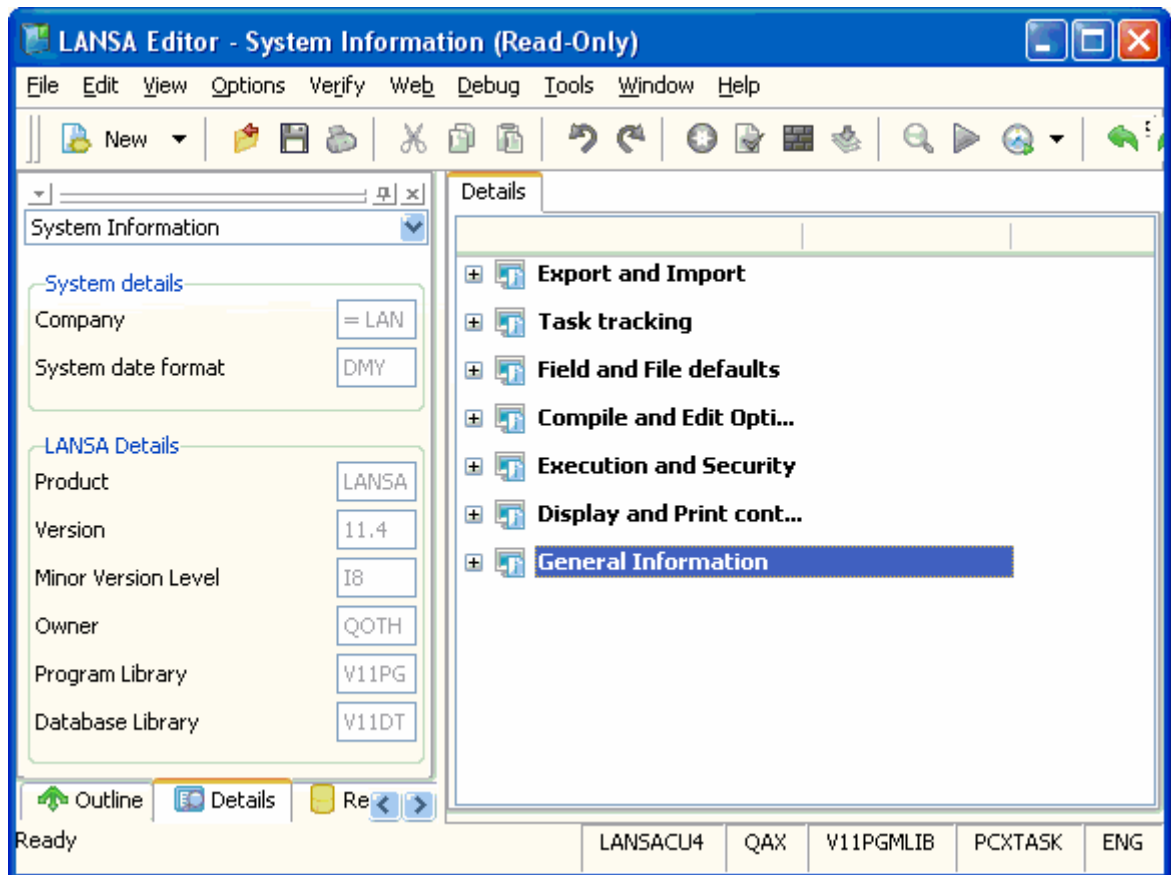 LANSA Editor - System Information (Read-Only)
File Edit View Options Verify Web Debug Tools Window Help
New
System Information
System details
Company = LAN
System date format DMY
LANSA Details
Product LANSA
Version 11.4
Minor Version Level I8
Owner QOTH
Program Library V11PG
Database Library V11DT
Outline Details Re
Details
Export and Import
Task tracking
Field and File defaults
Compile and Edit Opti...
Execution and Security
Display and Print cont...
General Information
Ready LANSACU4 QAX V11PGMLIB PCXTASK ENG